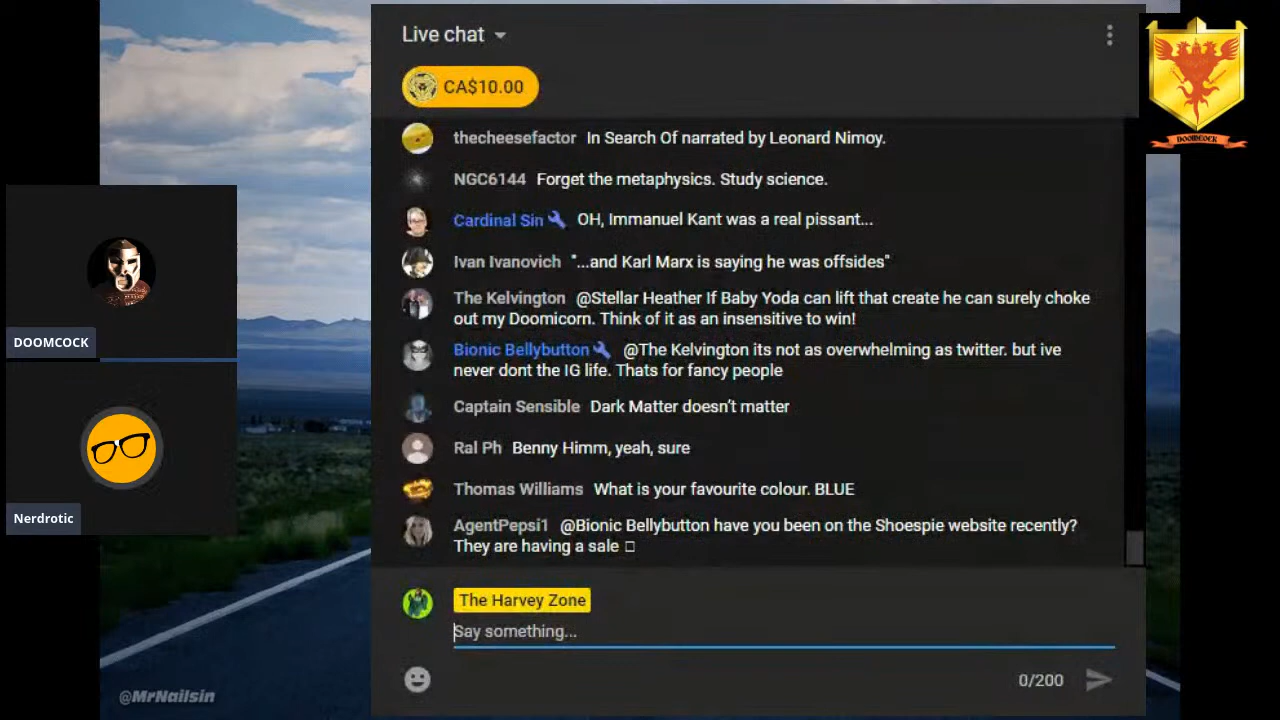 Live chat
CA$10.00
DOOMCOCK
thecheesefactor In Search Of narrated by Leonard Nimoy.
NGC6144 Forget the metaphysics. Study science.
Cardinal Sin OH, Immanuel Kant was a real pissant...
Ivan Ivanovich "...and Karl Marx is saying he was offsides"
The Kelvington @Stellar Heather If Baby Yoda can lift that create he can surely choke
out my Doomicorn. Think of it as an insensitive to win!
DOOMCOCK
Bionic Bellybutton @The Kelvington its not as overwhelming as twitter. but ive
never dont the IG life. Thats for fancy people
Captain Sensible Dark Matter doesn't matter
Ral Ph Benny Himm, yeah, sure
Thomas Williams What is your favourite colour. BLUE
Nerdrotic
AgentPepsi1 @Bionic Bellybutton have you been on the Shoespie website recently?
They are having a sale
The Harvey Zone
Say something...
0/200
@MrNailsin